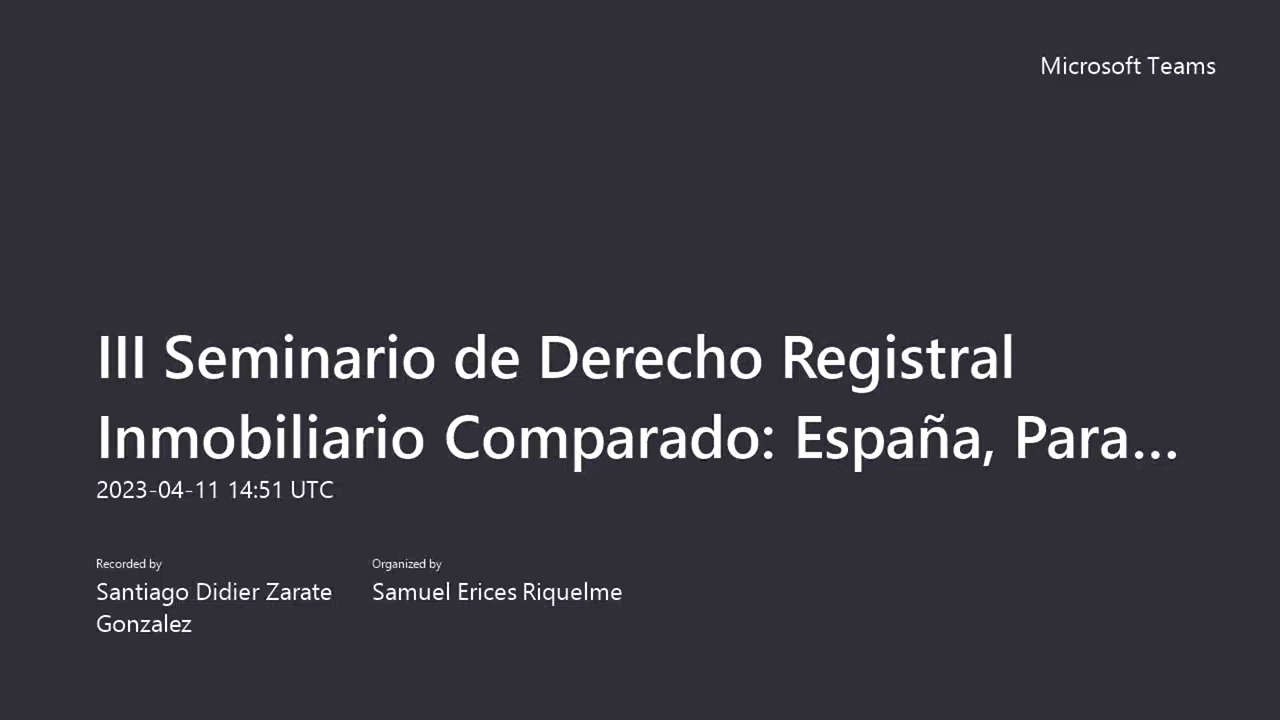 Microsoft Teams
III Seminario de Derecho Registral
Inmobiliario Comparado: España, Para...
2023-04-11 14:51 UTC
Recorded by
Santiago Didier Zarate
Gonzalez
Organized by
Samuel Erices Riquelme